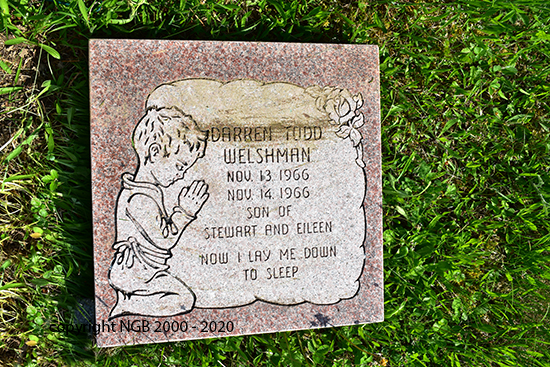 DARREN TODD
WELSHMAN
NOV. 13, 1966
NOV. 14, 1966
SON OF
STEWART AND EILEEN
NOW I LAY ME DOWN
TO SLEEP
copyright NGB 2000 - 2020